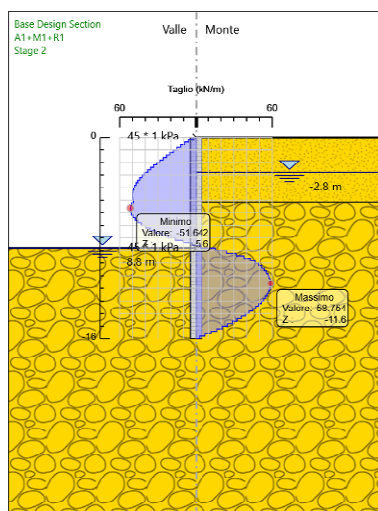 Base Design Section
A1+M1+R1
Stage 2
Valle Monte
Taglio (kN/m)
60 60
0
45 * 1 kPa
-2.8 m
Minimo
Valore: -51.642
Z -5.6
45 * 1 kPa
-8.8 m
Massimo
Valore: 58.751
Z -11.6
-16